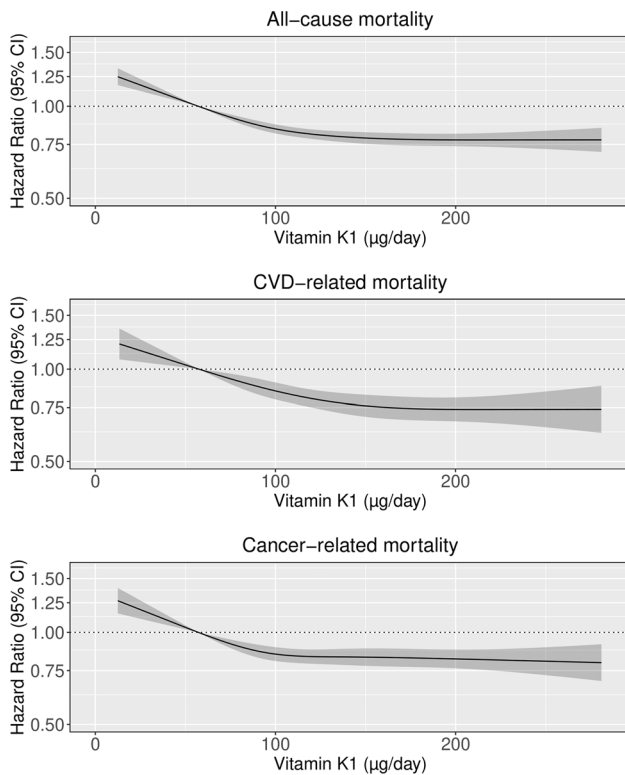 All−cause mortality
Hazard Ratio (95% CI)
1.50
1.25
1.00
0.75
0.50
0 100 200
Vitamin K1 (µg/day)
CVD−related mortality
Hazard Ratio (95% CI)
1.50
1.25
1.00
0.75
0.50
0 100 200
Vitamin K1 (µg/day)
Cancer−related mortality
Hazard Ratio (95% CI)
1.50
1.25
1.00
0.75
0.50
0 100 200
Vitamin K1 (µg/day)